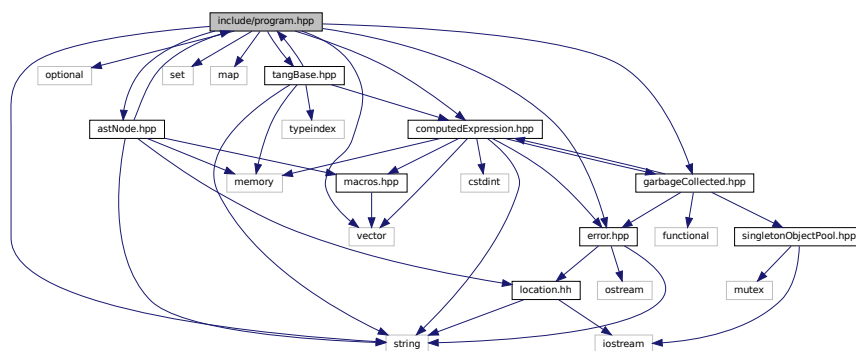 include/program.hpp
optional
set
map
tangBase.hpp
astNode.hpp
typeindex
computedExpression.hpp
memory
macros.hpp
cstdint
garbageCollected.hpp
vector
error.hpp
functional
singletonObjectPool.hpp
location.hh
ostream
mutex
string
iostream